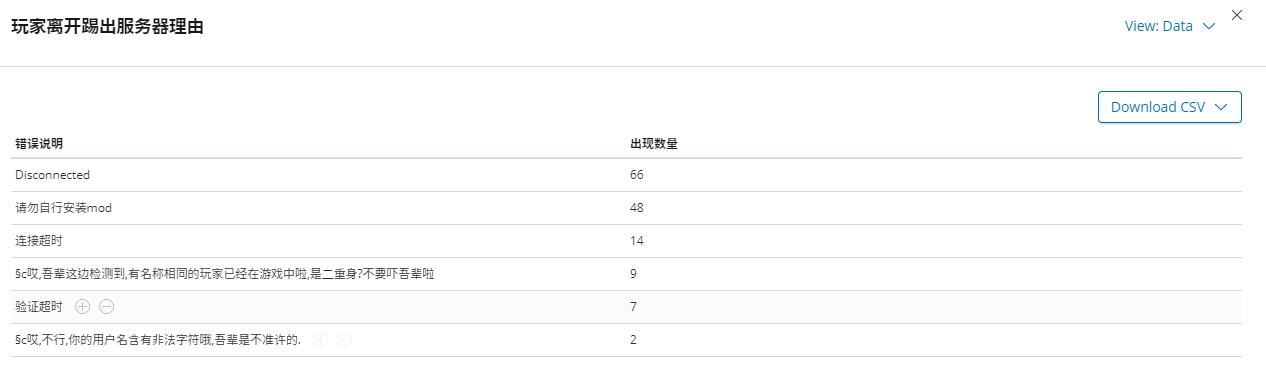 玩家离开踢出服务器理由
View: Data
Download CSV
错误说明 出现数量
Disconnected 66
请勿自行安装mod 48
连接超时 14
§c哎,吾辈这边检测到,有名称相同的玩家已经在游戏中啦,是二重身?不要吓吾辈啦 9
验证超时 7
§c哎,不行,你的用户名含有非法字符哦,吾辈是不准许的. 2